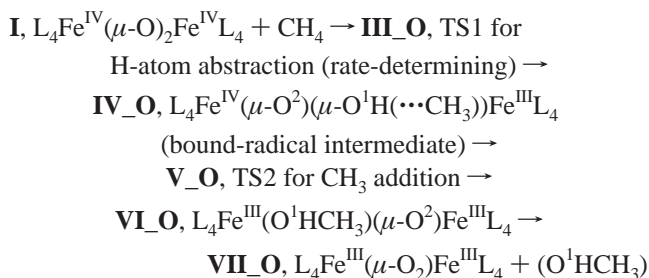 I, L₄Feᴵⱽ(μ-O)₂FeᴵⱽL₄ + CH₄ → III_O, TS1 for
H-atom abstraction (rate-determining) →
IV_O, L₄Feᴵⱽ(μ-O²)(μ-O¹H(···CH₃))FeᴵᴵᴵL₄
(bound-radical intermediate) →
V_O, TS2 for CH₃ addition →
VI_O, L₄Feᴵᴵᴵ(O¹HCH₃)(μ-O²)FeᴵᴵᴵL₄ →
VII_O, L₄Feᴵᴵᴵ(μ-O₂)FeᴵᴵᴵL₄ + (O¹HCH₃)